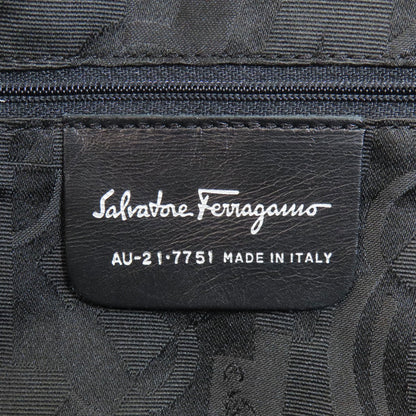 Salvatore Ferragamo
AU-21·7751 MADE IN ITALY